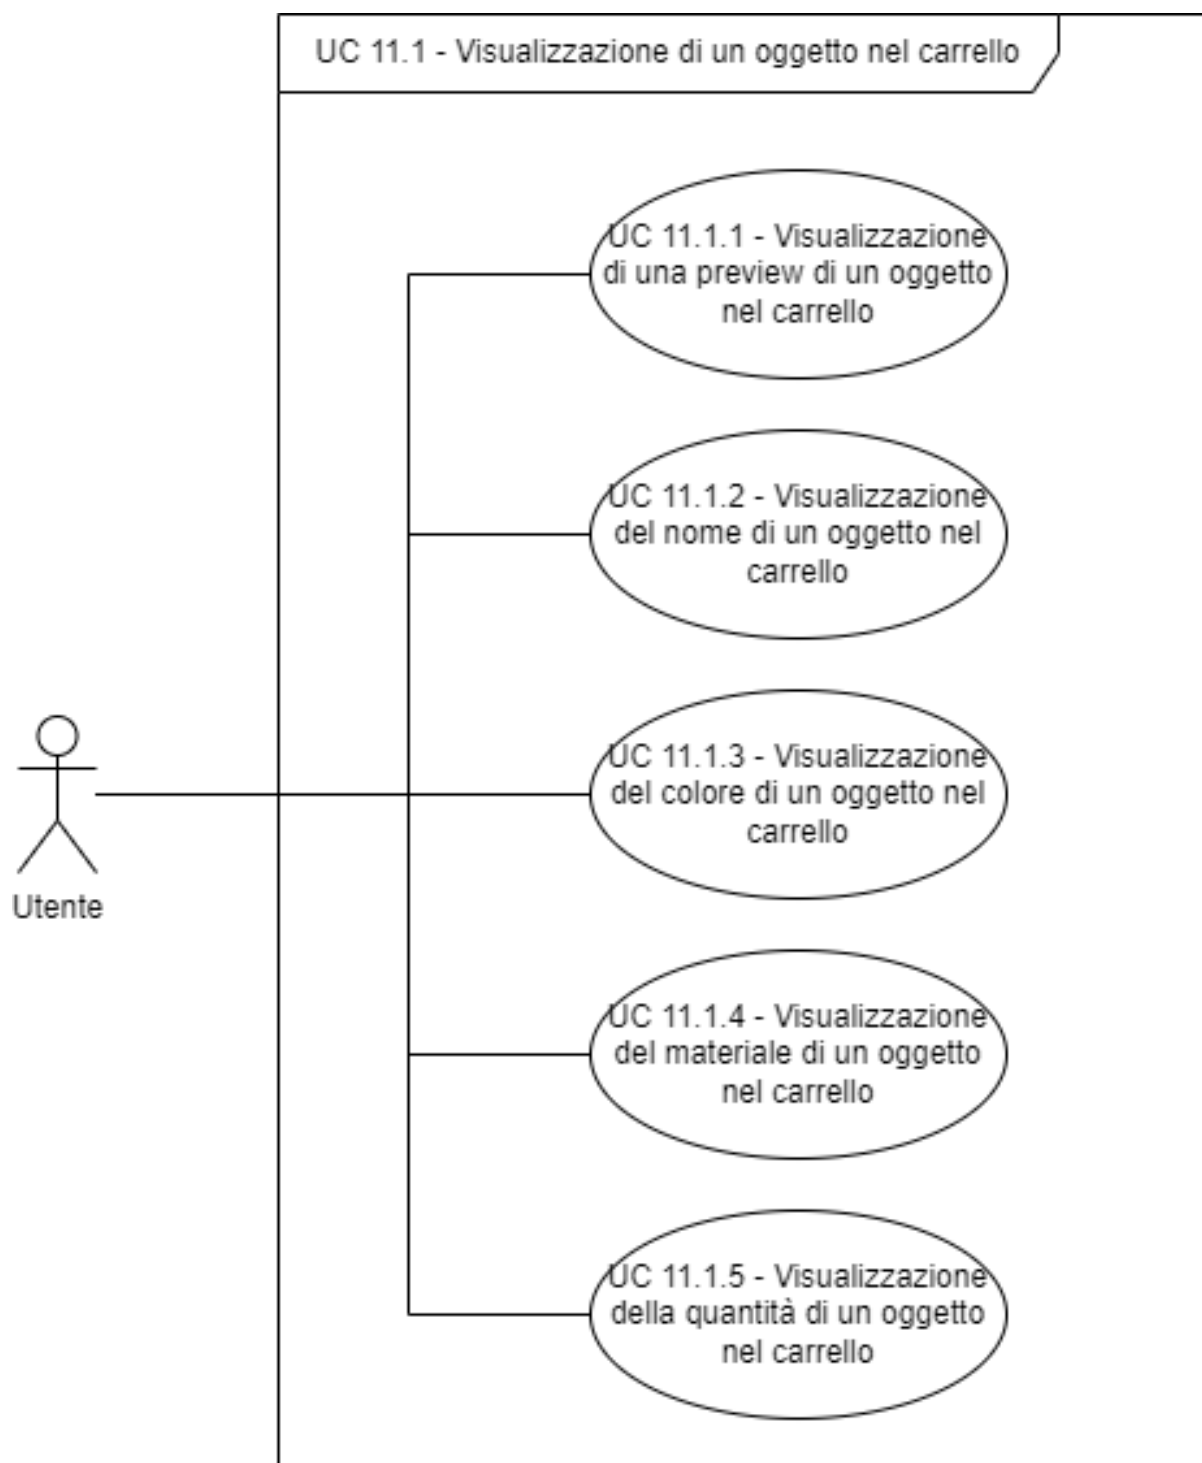 UC 11.1 - Visualizzazione di un oggetto nel carrello
UC 11.1.1 - Visualizzazione
di una preview di un oggetto
nel carrello
UC 11.1.2 - Visualizzazione
del nome di un oggetto nel
carrello
UC 11.1.3 - Visualizzazione
del colore di un oggetto nel
carrello
Utente
UC 11.1.4 - Visualizzazione
del materiale di un oggetto
nel carrello
UC 11.1.5 - Visualizzazione
della quantità di un oggetto
nel carrello